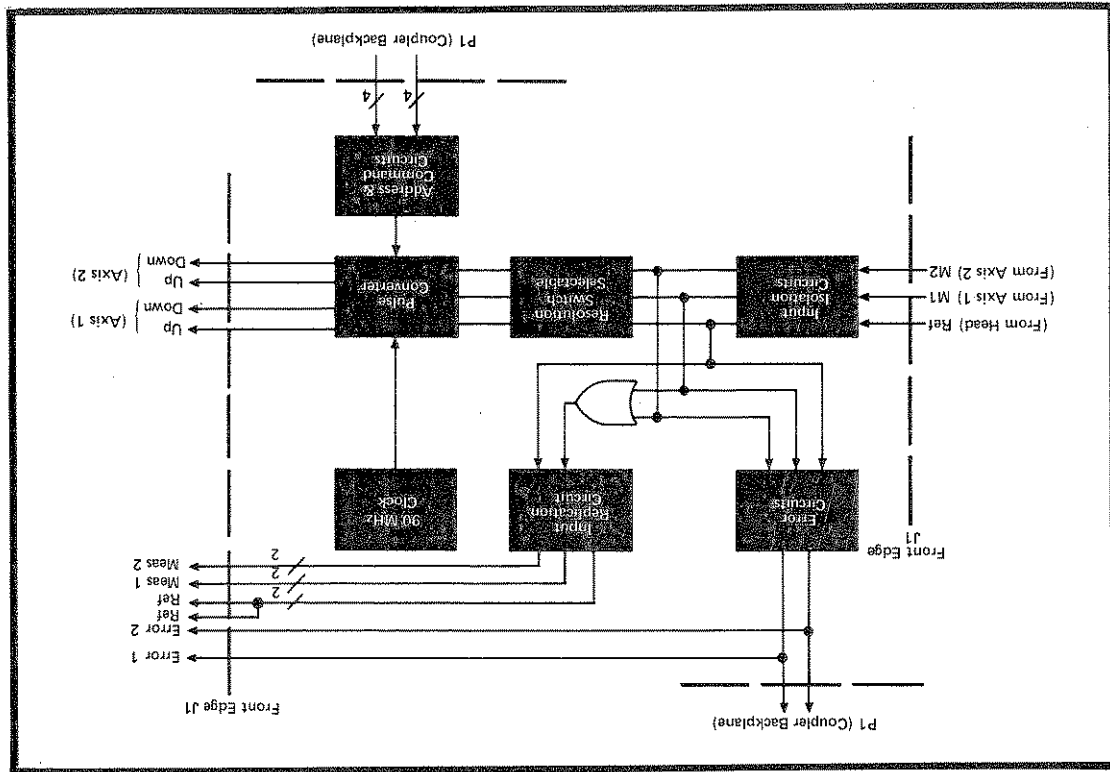 P1 (Coupler Backplane)
Front Edge J1
Error 1
Error 2
Ref
Ref
2
Meas 1
2
Meas 2
2
Front Edge
J1
Error
Circuits
Input
Replication
Circuit
90 MHz
Clock
(From Head) Ref
(From Axis 1) M1
(From Axis 2) M2
Input
Isolation
Circuits
Resolution
Switch
Selectable
Pulse
Converter
Up
Down
(Axis 1)
Up
Down
(Axis 2)
Address &
Command
Circuits
4
4
P1 (Coupler Backplane)